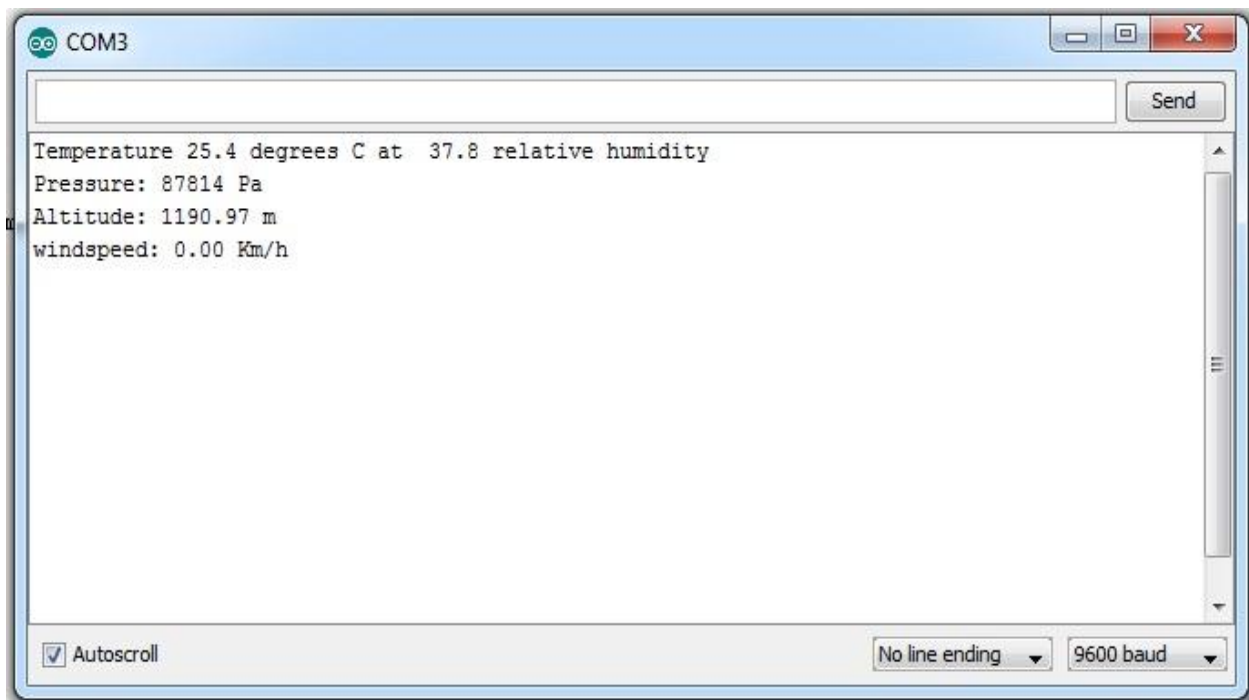 COM3
Send
Temperature 25.4 degrees C at  37.8 relative humidity
Pressure: 87814 Pa
Altitude: 1190.97 m
windspeed: 0.00 Km/h
Autoscroll
No line ending
9600 baud